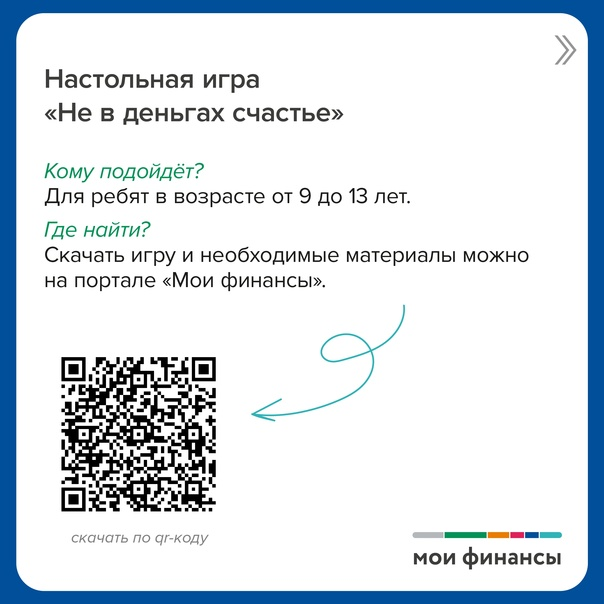 Настольная игра
«Не в деньгах счастье»
Кому подойдёт?
Для ребят в возрасте от 9 до 13 лет.
Где найти?
Скачать игру и необходимые материалы можно
на портале «Мои финансы».
скачать по qr-коду
мои финансы